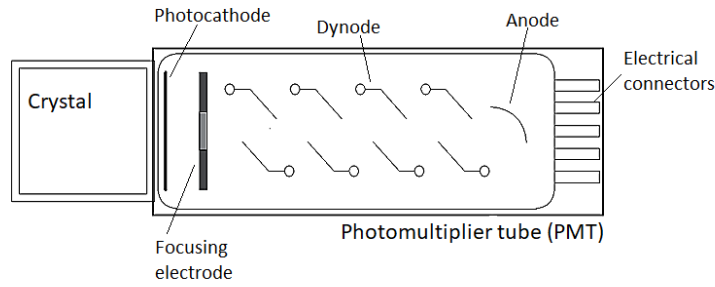 Photocathode
Dynode
Anode
Electrical
connectors
Crystal
Photomultiplier tube (PMT)
Focusing
electrode